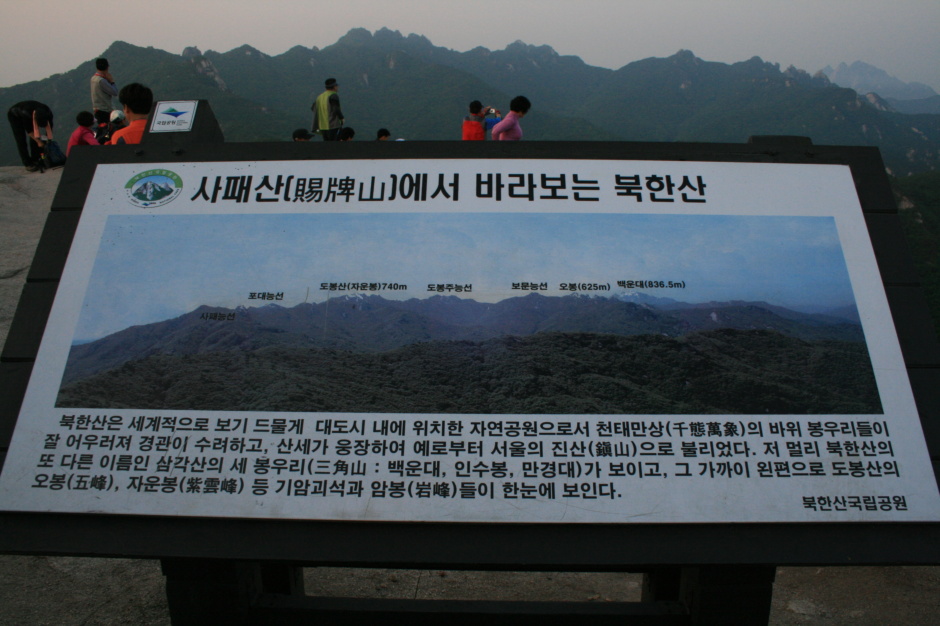 국립공원
사패산(賜牌山)에서 바라보는 북한산
포대능선
도봉산(자운봉)740m
도봉주능선
보문능선
오봉(625m)
백운대(836.5m)
사패능선
북한산은 세계적으로 보기 드물게 대도시 내에 위치한 자연공원으로서 천태만상(千態萬象)의 바위 봉우리들이
잘 어우러져 경관이 수려하고, 산세가 웅장하여 예로부터 서울의 진산(鎭山)으로 불리었다. 저 멀리 북한산의
또 다른 이름인 삼각산의 세 봉우리(三角山 : 백운대, 인수봉, 만경대)가 보이고, 그 가까이 왼편으로 도봉산의
오봉(五峰), 자운봉(紫雲峰) 등 기암괴석과 암봉(岩峰)들이 한눈에 보인다.
북한산국립공원